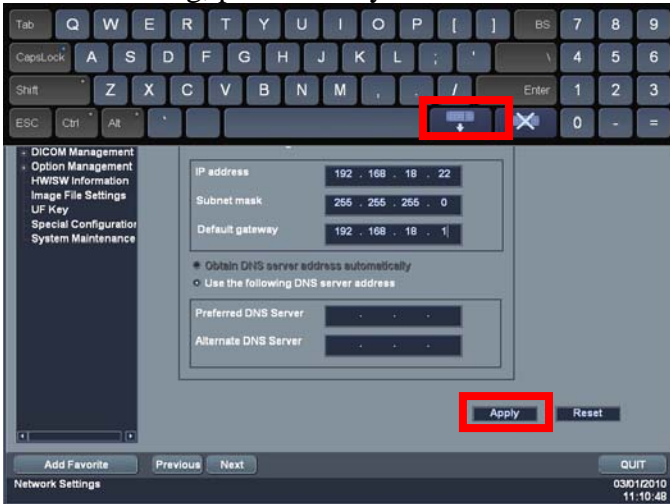 Tab Q W E R T Y U I O P [ ] BS 7 8 9
CapsLock A S D F G H J K L ; ' \ 4 5 6
Shift Z X C V B N M , . / Enter 1 2 3
ESC Ctrl Alt ` 0 - =
DICOM Management
Option Management
HW/SW Information
Image File Settings
UF Key
Special Configuration
System Maintenance
IP address 192 . 168 . 18 . 22
Subnet mask 255 . 255 . 255 . 0
Default gateway 192 . 168 . 18 . 1
Obtain DNS server address automatically
Use the following DNS server address
Preferred DNS Server . . .
Alternate DNS Server . . .
Apply Reset
Add Favorite Previous Next QUIT
Network Settings 03/01/2018
11:10:48